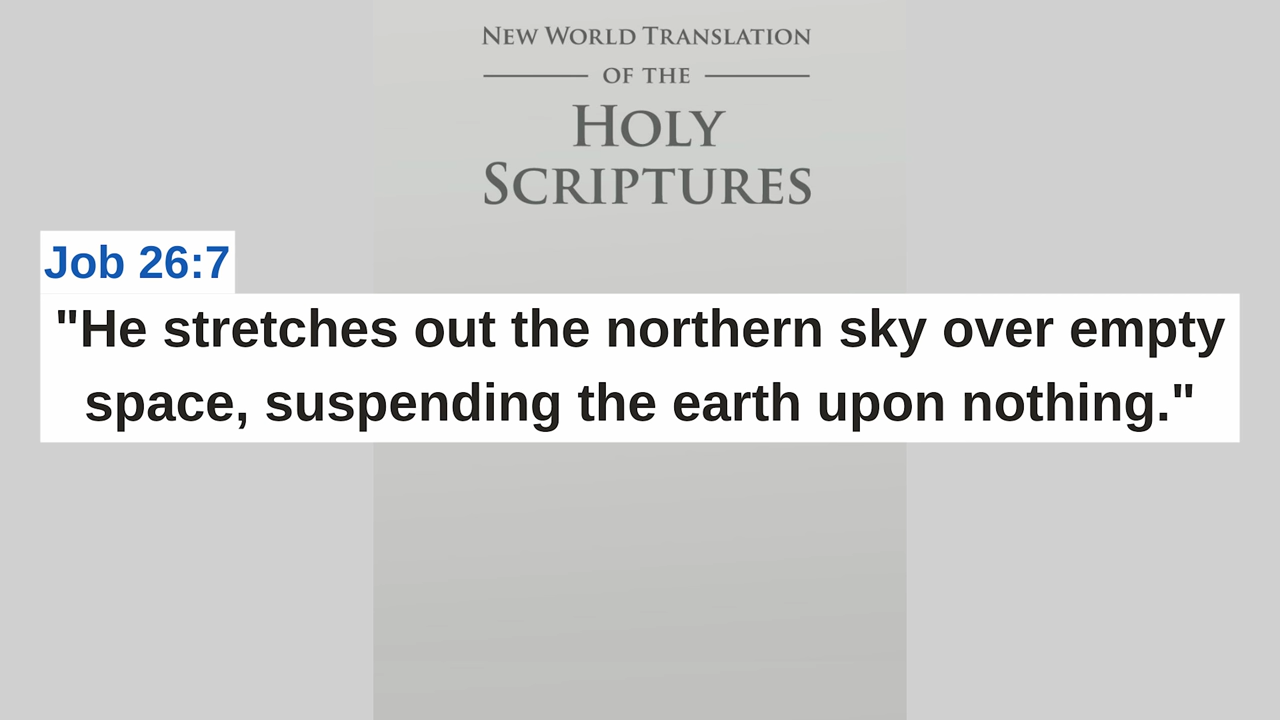 New World Translation
of the
Holy
Scriptures
Job 26:7
"He stretches out the northern sky over empty
space, suspending the earth upon nothing."